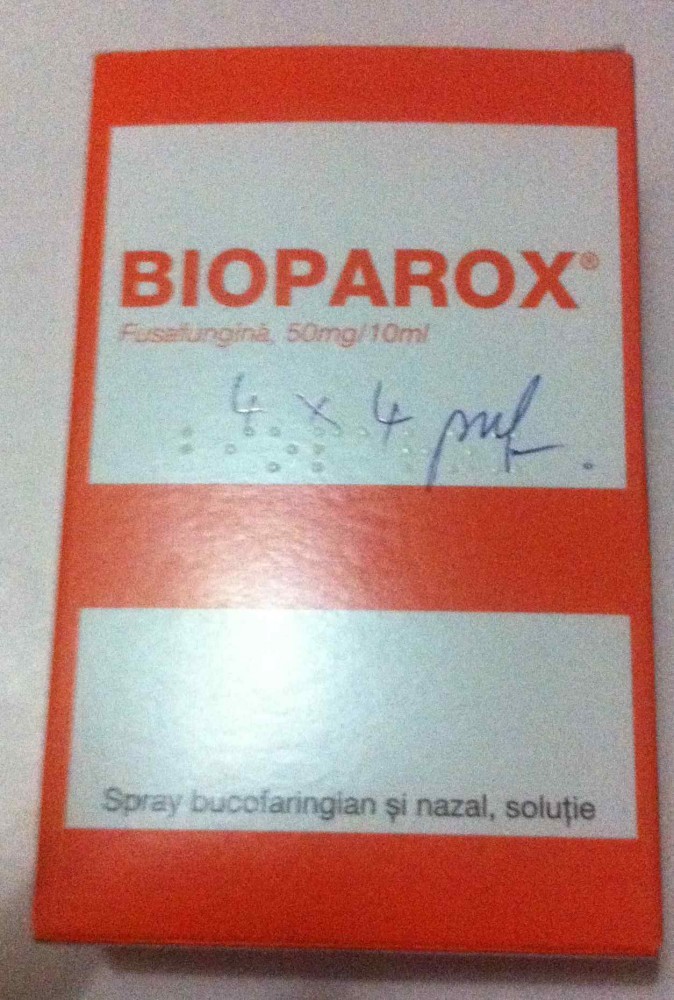 BIOPAROX®
Fusafungină, 50mg/10ml
4 x 4 puf.
Spray bucofaringian și nazal, soluție